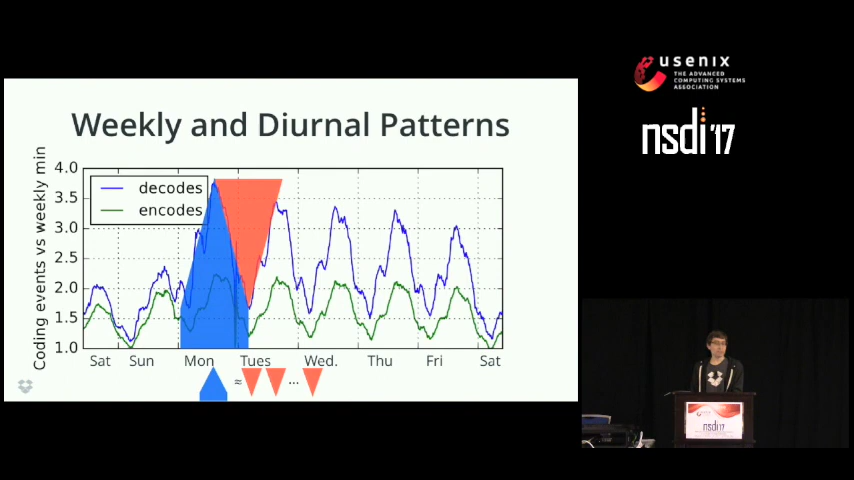 Weekly and Diurnal Patterns
Coding events vs weekly min
4.0
3.5
3.0
2.5
2.0
1.5
1.0
decodes
encodes
Sat Sun Mon Tues Wed. Thu Fri Sat
≈ ...
usenix
THE ADVANCED
COMPUTING SYSTEMS
ASSOCIATION
nsdi '17
nsdi'17